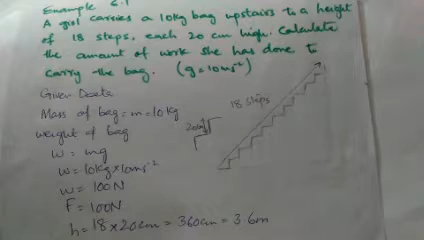 Example 6.1
A girl carries a 10kg bag upstairs to a height
of 18 steps, each 20 cm high. Calculate
the amount of work she has done to
carry the bag. (g=10ms⁻²)
Given Data
Mass of bag = m = 10kg
weight of bag
w = mg
w = 10kg×10ms⁻²
w = 100N
F = 100N
h = 18×20cm = 360cm = 3.6m
20cm
18 steps